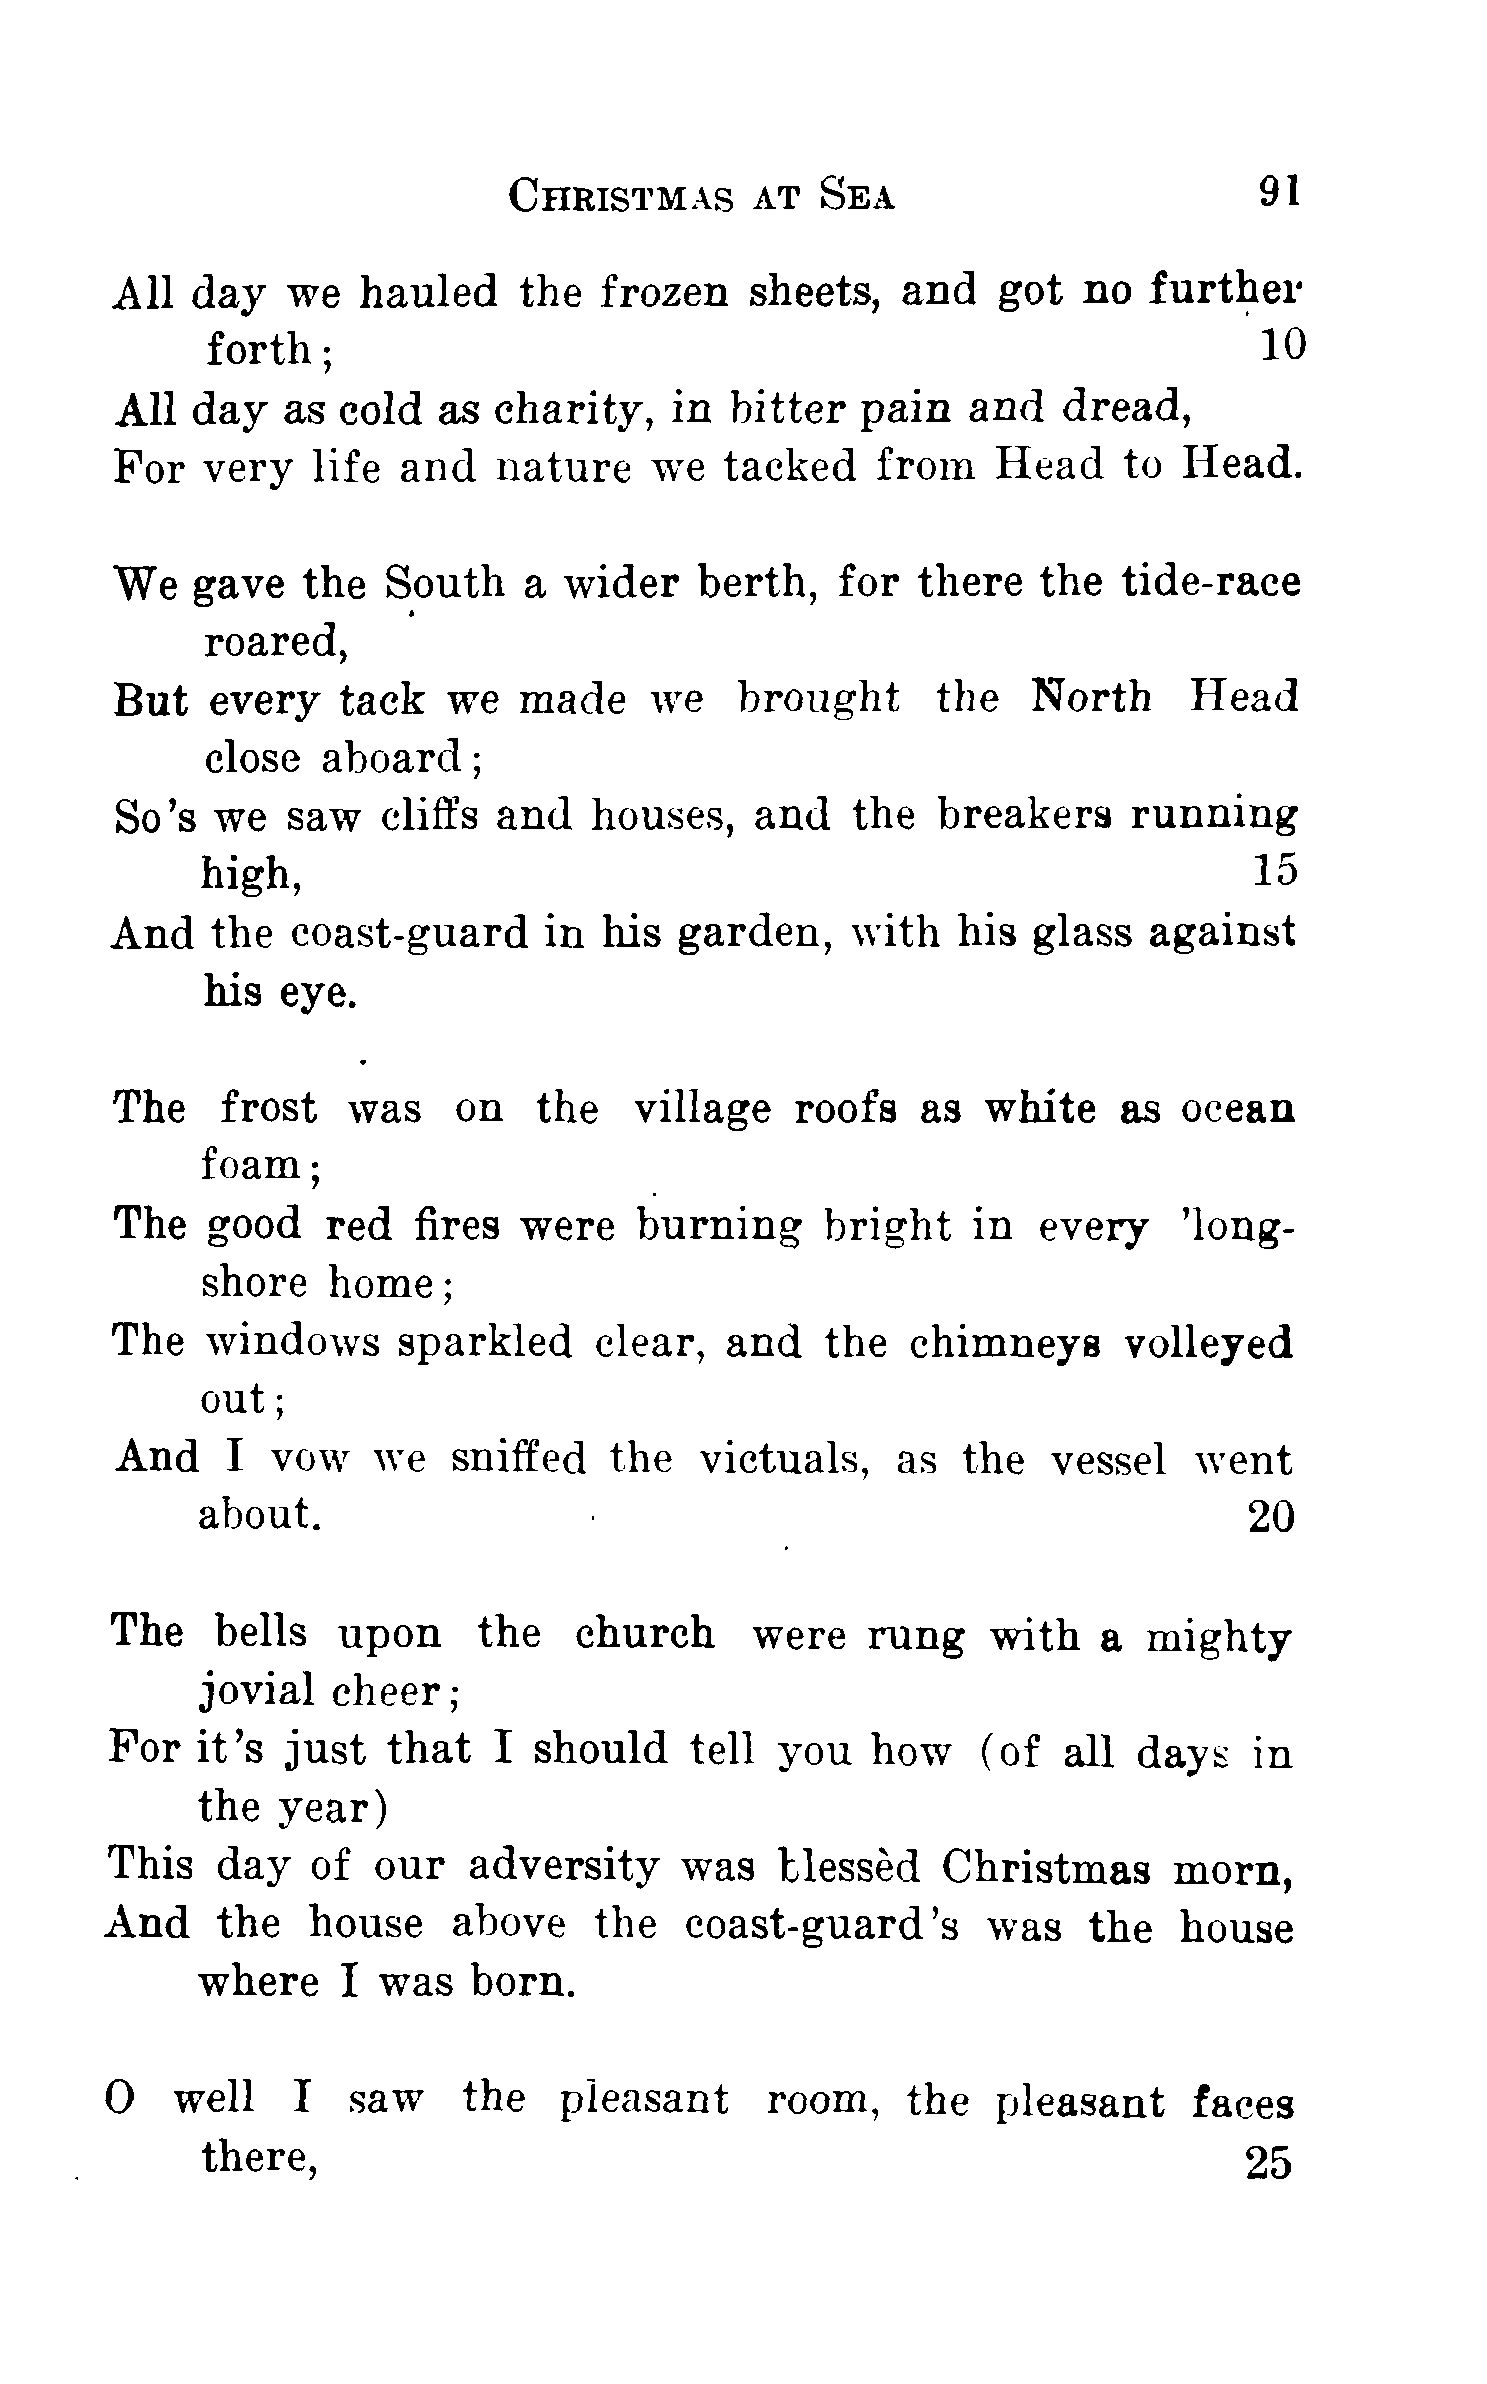 CHRISTMAS AT SEA 91
All day we hauled the frozen sheets, and got no further
forth; 10
All day as cold as charity, in bitter pain and dread,
For very life and nature we tacked from Head to Head.
We gave the South a wider berth, for there the tide-race
roared,
But every tack we made we brought the North Head
close aboard;
So's we saw cliffs and houses, and the breakers running
high, 15
And the coast-guard in his garden, with his glass against
his eye.
The frost was on the village roofs as white as ocean
foam;
The good red fires were burning bright in every 'long-
shore home;
The windows sparkled clear, and the chimneys volleyed
out;
And I vow we sniffed the victuals, as the vessel went
about. 20
The bells upon the church were rung with a mighty
jovial cheer;
For it's just that I should tell you how (of all days in
the year)
This day of our adversity was blessèd Christmas morn,
And the house above the coast-guard's was the house
where I was born.
O well I saw the pleasant room, the pleasant faces
there, 25